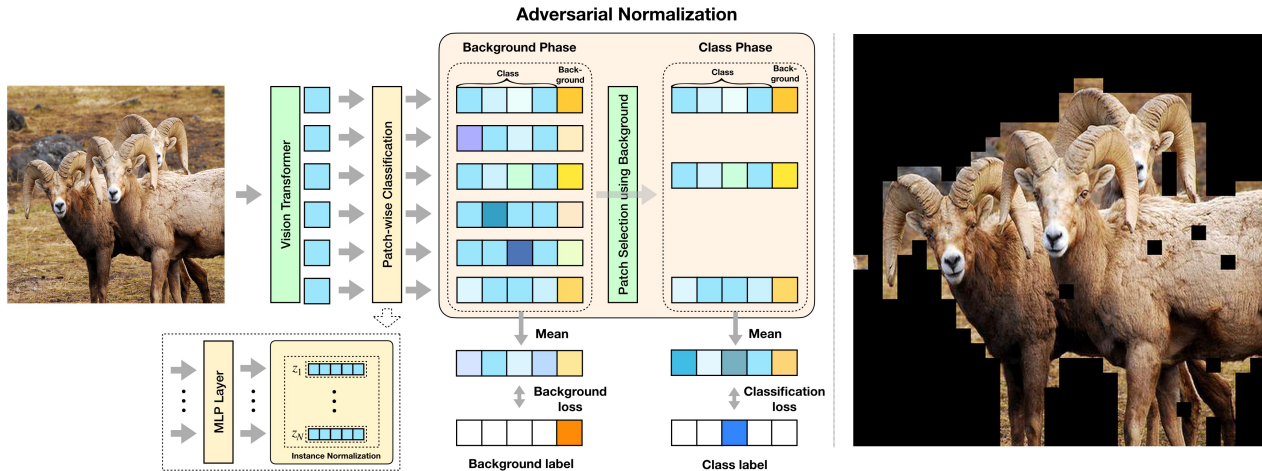 Adversarial Normalization
Background Phase
Class Phase
Class
Back-
ground
Class
Back-
ground
Vision Transformer
Patch-wise Classification
Patch Selection using Background
Mean
Mean
Background
loss
Classification
loss
Background label
Class label
MLP Layer
z1
zN
Instance Normalization